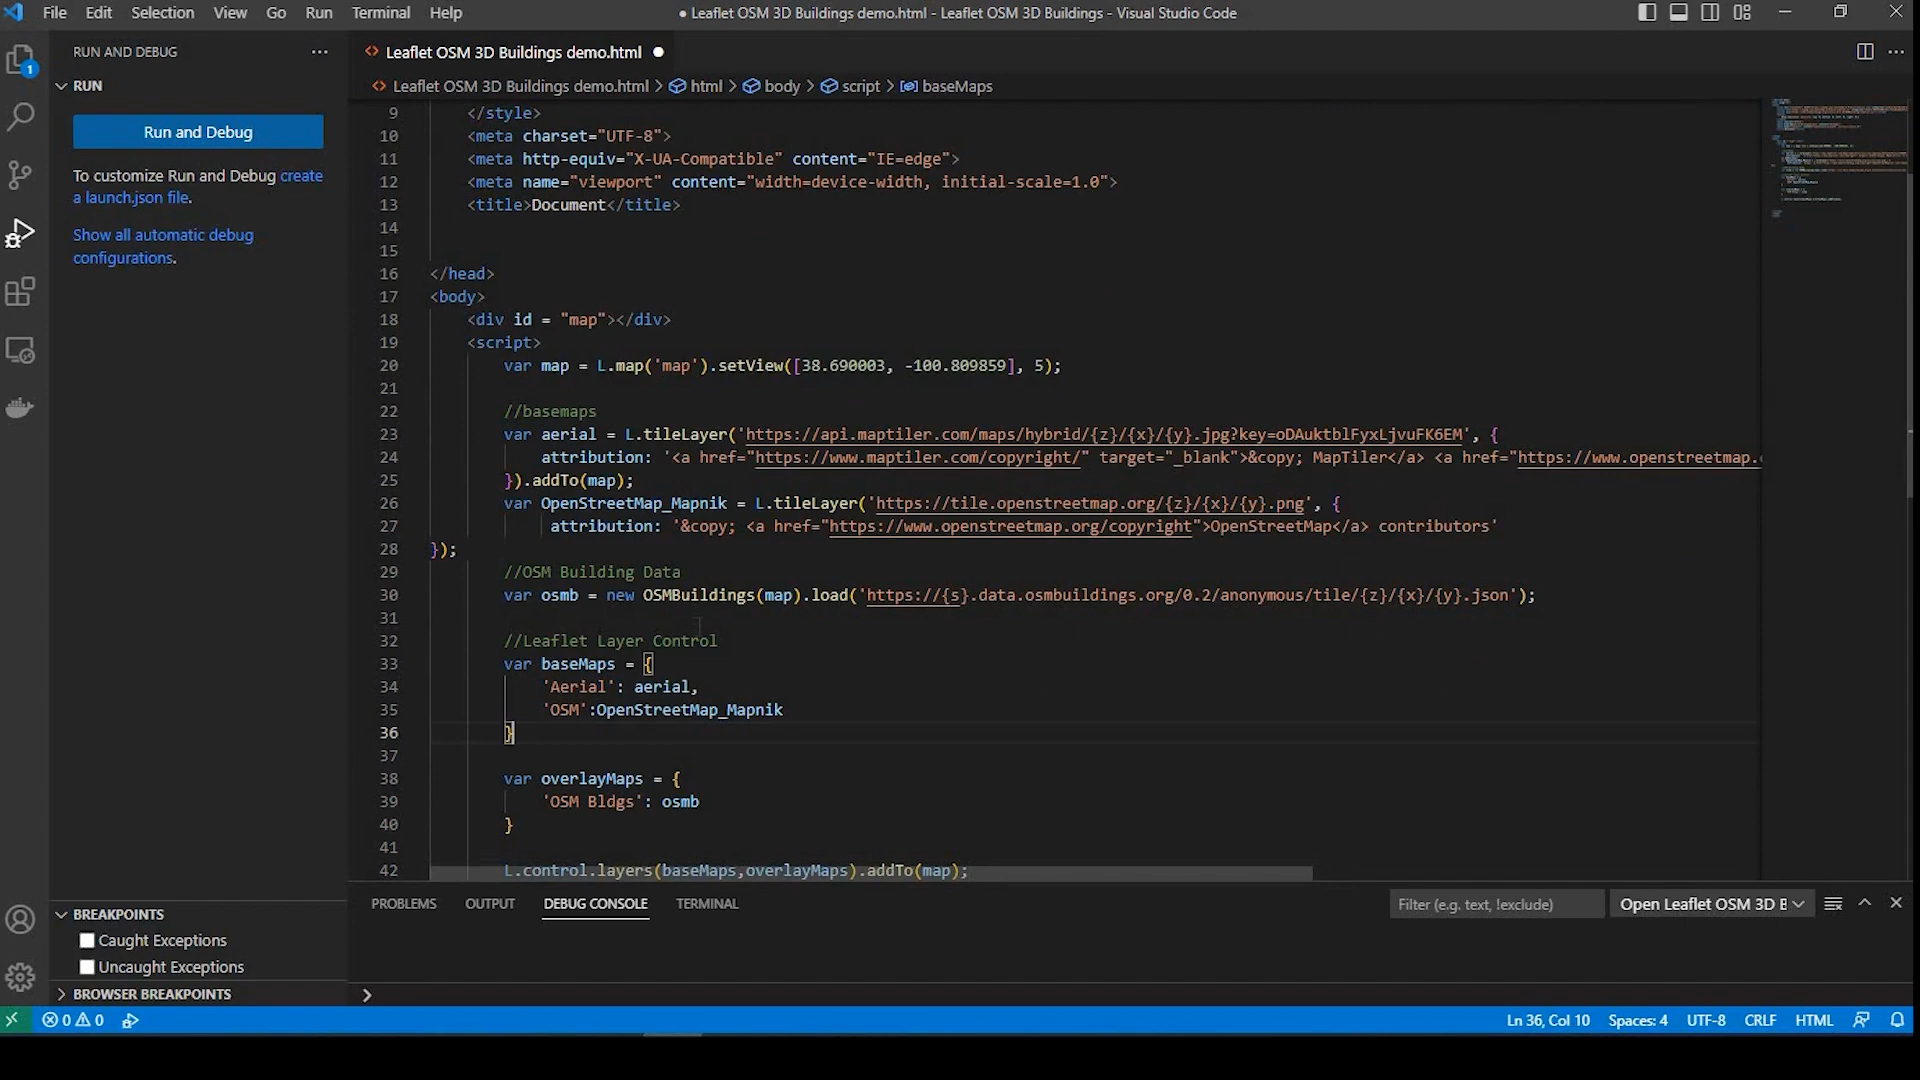 File Edit Selection View Go Run Terminal Help
● Leaflet OSM 3D Buildings demo.html - Leaflet OSM 3D Buildings - Visual Studio Code
RUN AND DEBUG
Leaflet OSM 3D Buildings demo.html
RUN
Leaflet OSM 3D Buildings demo.html > html > body > script > baseMaps
Run and Debug
To customize Run and Debug create
a launch.json file.
Show all automatic debug
configurations.
1
9 </style>
10 <meta charset="UTF-8">
11 <meta http-equiv="X-UA-Compatible" content="IE=edge">
12 <meta name="viewport" content="width=device-width, initial-scale=1.0">
13 <title>Document</title>
14
15
16 </head>
17 <body>
18 <div id = "map"></div>
19 <script>
20 var map = L.map('map').setView([38.690003, -100.809859], 5);
21
22 //basemaps
23 var aerial = L.tileLayer('https://api.maptiler.com/maps/hybrid/{z}/{x}/{y}.jpg?key=oDAuktblFyxLjvuFK6EM', {
24 attribution: '<a href="https://www.maptiler.com/copyright/" target="_blank">&copy; MapTiler</a> <a href="https://www.openstreetmap.
25 }).addTo(map);
26 var OpenStreetMap_Mapnik = L.tileLayer('https://tile.openstreetmap.org/{z}/{x}/{y}.png', {
27 attribution: '&copy; <a href="https://www.openstreetmap.org/copyright">OpenStreetMap</a> contributors'
28 });
29 //OSM Building Data
30 var osmb = new OSMBuildings(map).load('https://{s}.data.osmbuildings.org/0.2/anonymous/tile/{z}/{x}/{y}.json');
31
32 //Leaflet Layer Control
33 var baseMaps = {
34 'Aerial': aerial,
35 'OSM':OpenStreetMap_Mapnik
36 }
37
38 var overlayMaps = {
39 'OSM Bldgs': osmb
40 }
41
42 L.control.layers(baseMaps,overlayMaps).addTo(map);
BREAKPOINTS
Caught Exceptions
Uncaught Exceptions
BROWSER BREAKPOINTS
PROBLEMS OUTPUT DEBUG CONSOLE TERMINAL
Filter (e.g. text, !exclude)
Open Leaflet OSM 3D B
0 0
Ln 36, Col 10 Spaces: 4 UTF-8 CRLF HTML